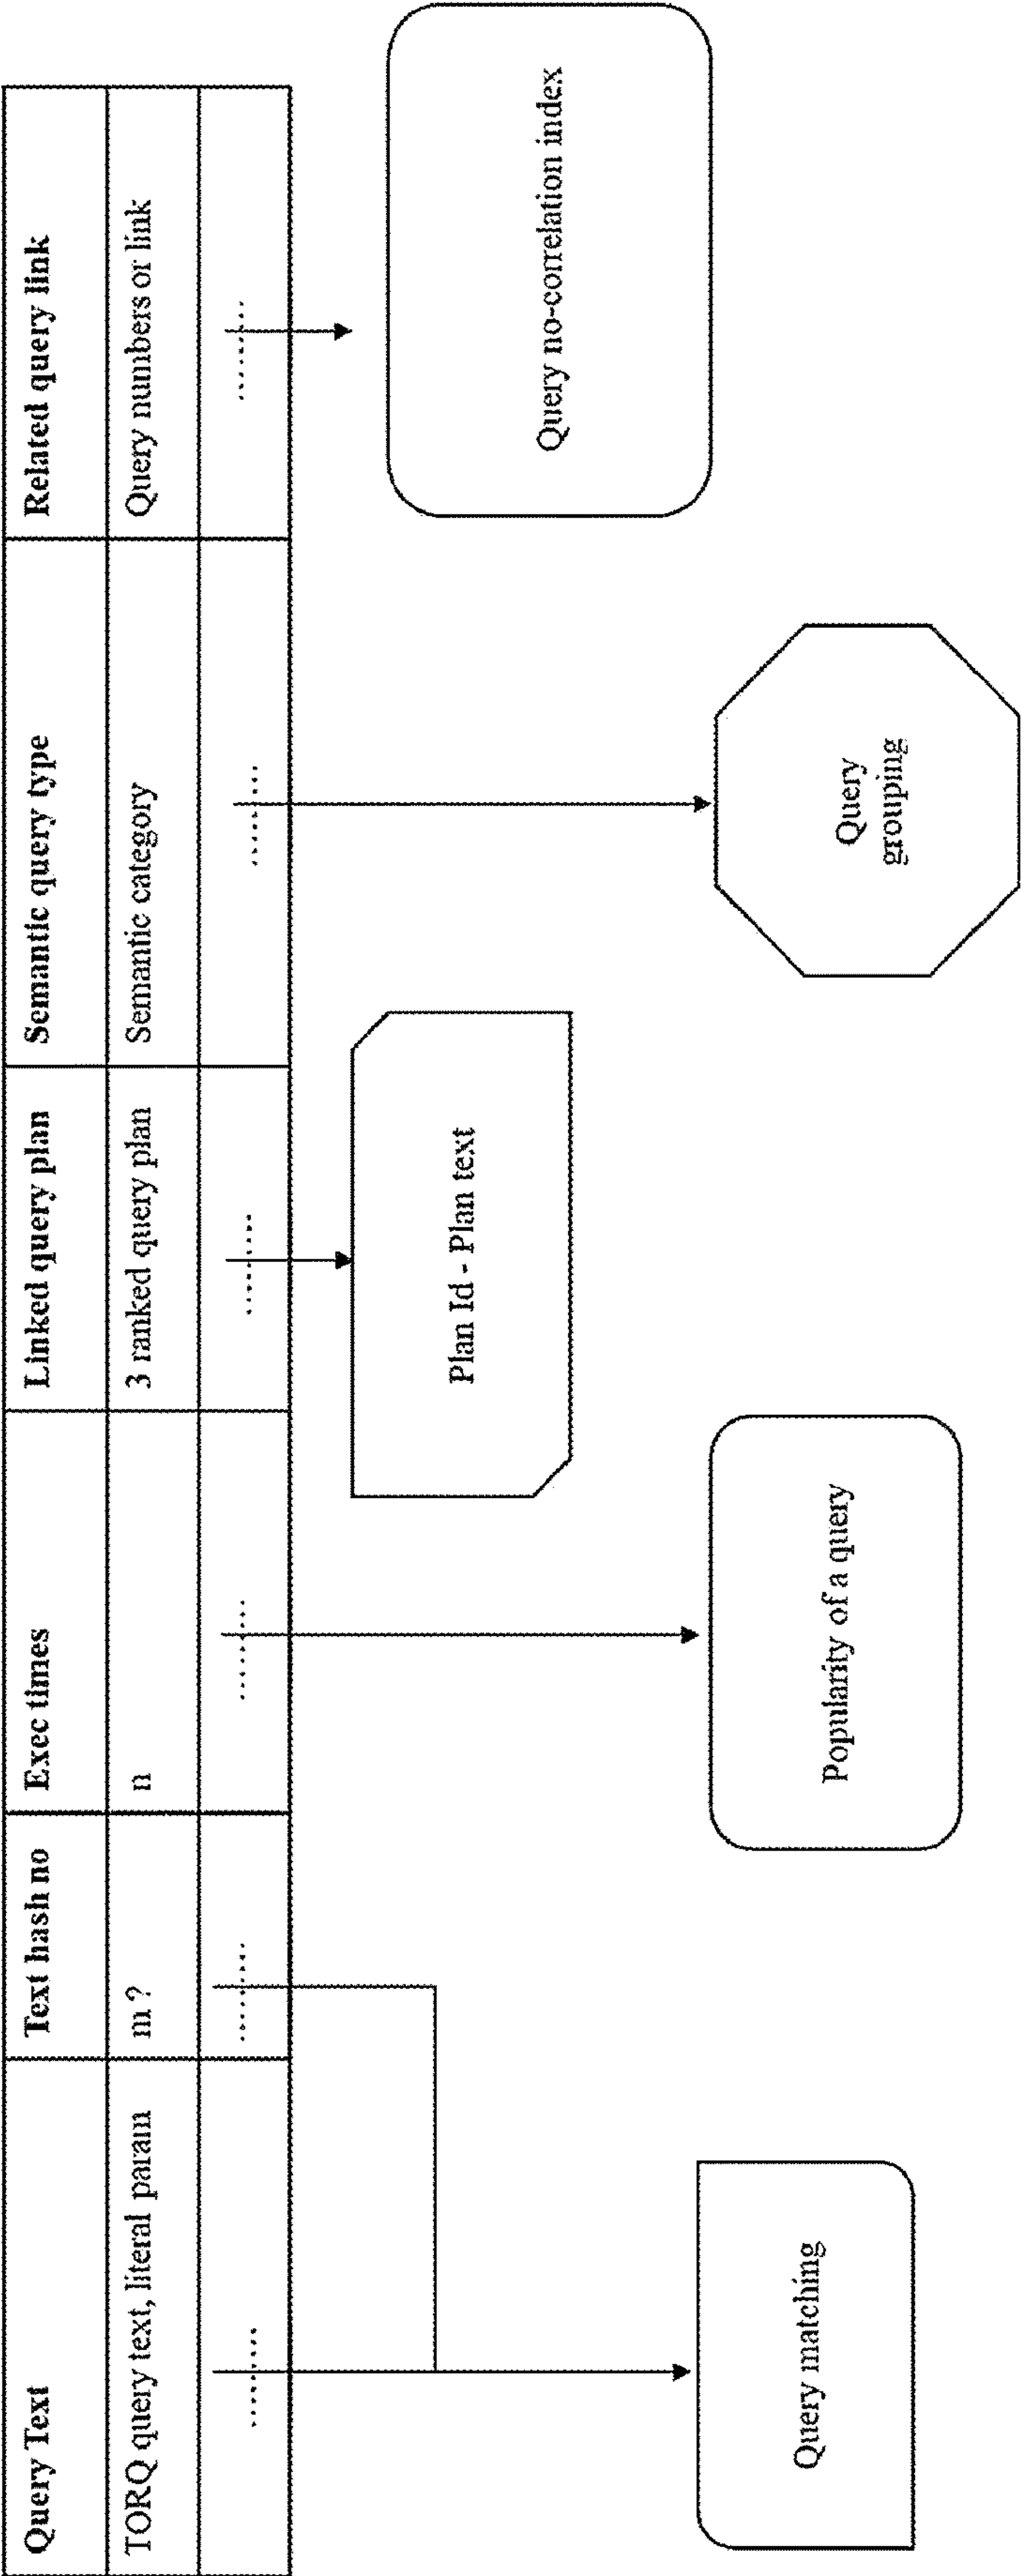 Query Text
Text hash no
Exec times
Linked query plan
Semantic query type
Related query link
TORQ query text, literal param
m ?
n
3 ranked query plan
Semantic category
Query numbers or link
........
........
........
........
........
........
Query matching
Popularity of a query
Plan Id - Plan text
Query
grouping
Query no-correlation index